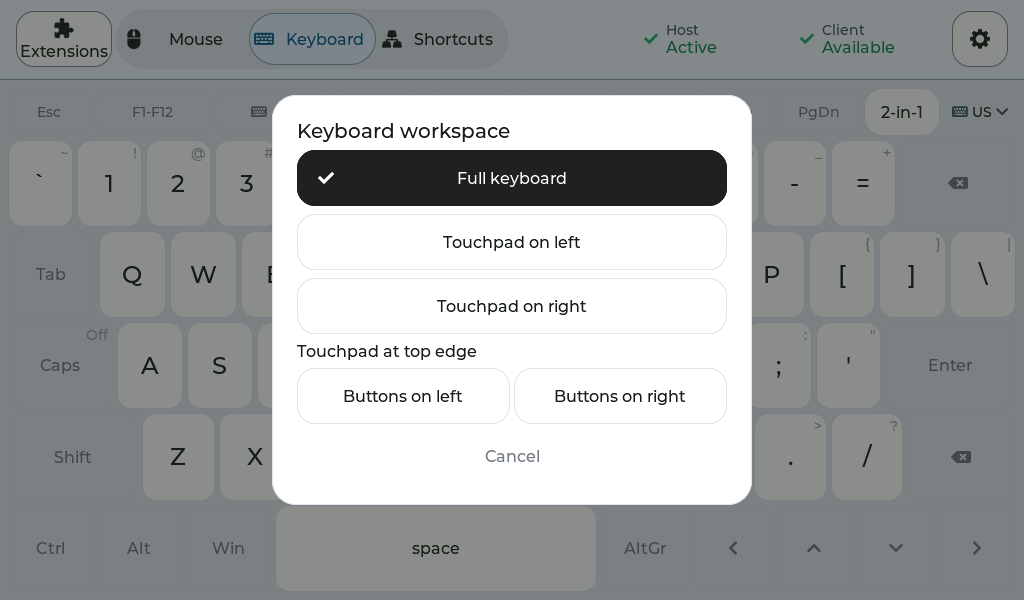 Extensions
Mouse
Keyboard
Shortcuts
Host
Active
Client
Available
Esc
F1-F12
PgDn
2-in-1
US
` ~
1 !
2 @
3 #
- _
= +
Keyboard workspace
Full keyboard
Touchpad on left
Touchpad on right
Touchpad at top edge
Buttons on left
Buttons on right
Cancel
Tab
Q
W
P
[ {
] }
\ |
Caps Off
A
S
; :
' "
Enter
Shift
Z
X
. >
/ ?
Ctrl
Alt
Win
space
AltGr